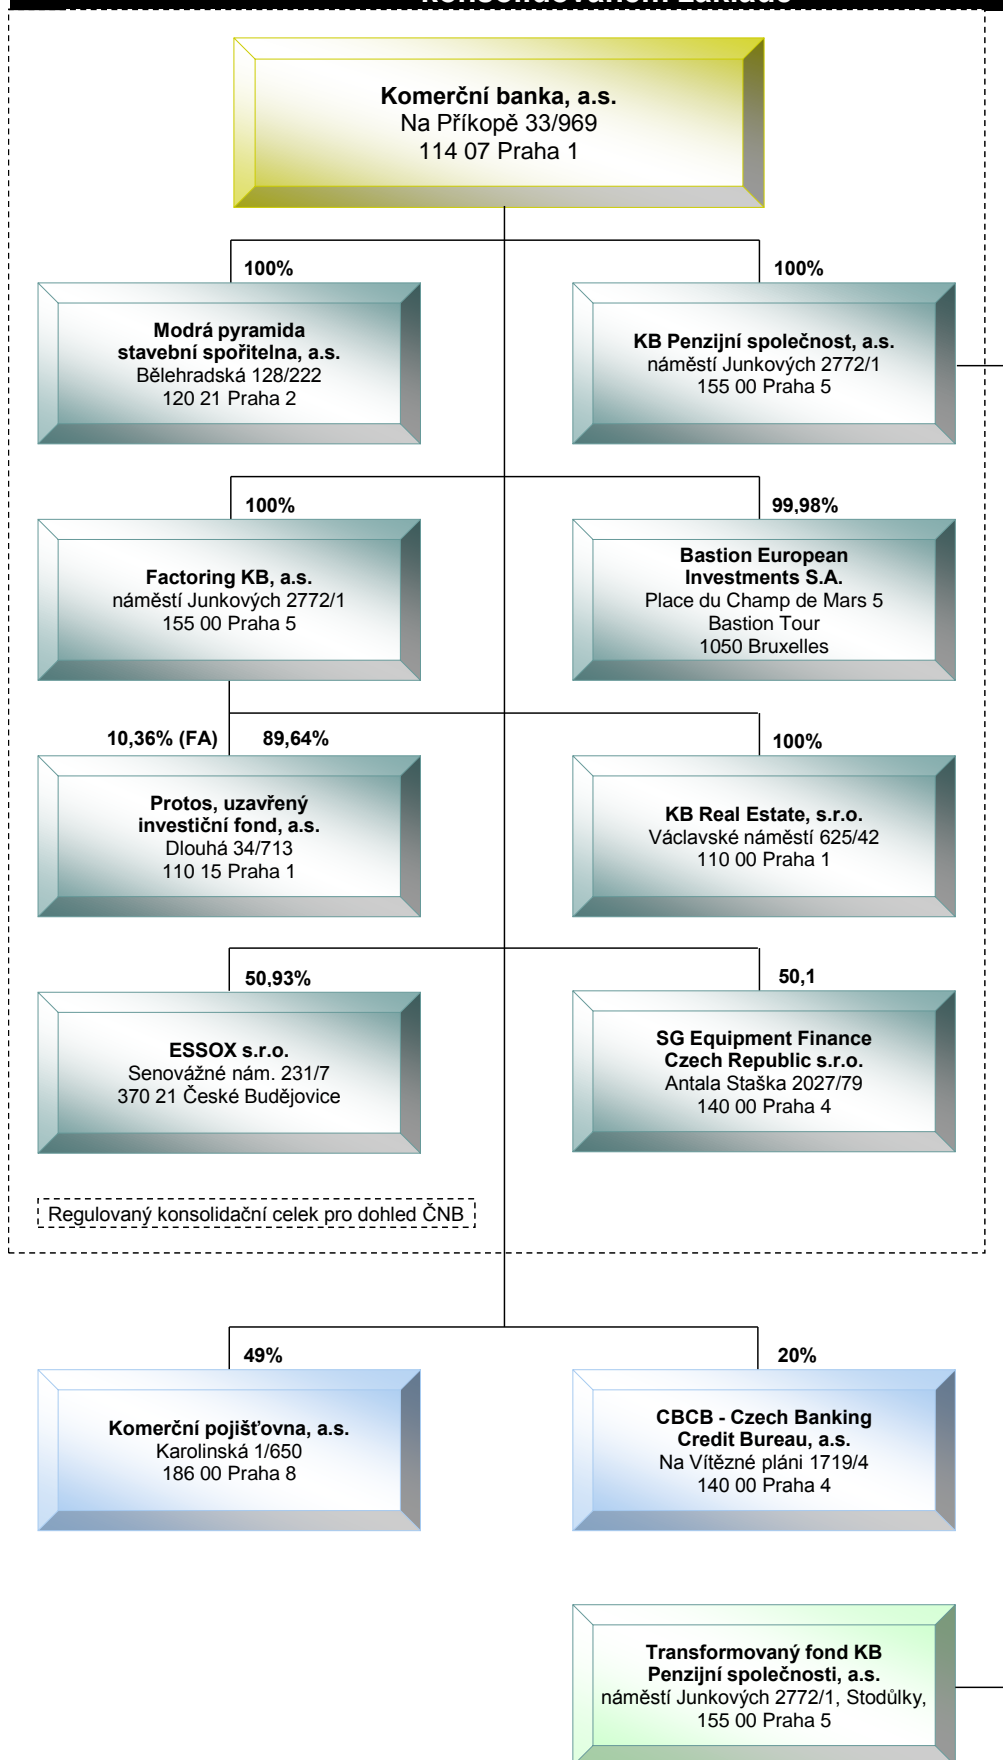 konsolidovaném základě
Komerční banka, a.s.
Na Příkopě 33/969
114 07 Praha 1
100%
100%
Modrá pyramida
stavební spořitelna, a.s.
Bělehradská 128/222
120 21 Praha 2
KB Penzijní společnost, a.s.
náměstí Junkových 2772/1
155 00 Praha 5
100%
99,98%
Factoring KB, a.s.
náměstí Junkových 2772/1
155 00 Praha 5
Bastion European
Investments S.A.
Place du Champ de Mars 5
Bastion Tour
1050 Bruxelles
10,36% (FA) 89,64%
100%
Protos, uzavřený
investiční fond, a.s.
Dlouhá 34/713
110 15 Praha 1
KB Real Estate, s.r.o.
Václavské náměstí 625/42
110 00 Praha 1
50,93%
50,1
ESSOX s.r.o.
Senovážné nám. 231/7
370 21 České Budějovice
SG Equipment Finance
Czech Republic s.r.o.
Antala Staška 2027/79
140 00 Praha 4
Regulovaný konsolidační celek pro dohled ČNB
49%
20%
Komerční pojišťovna, a.s.
Karolinská 1/650
186 00 Praha 8
CBCB - Czech Banking
Credit Bureau, a.s.
Na Vítězné pláni 1719/4
140 00 Praha 4
Transformovaný fond KB
Penzijní společnosti, a.s.
náměstí Junkových 2772/1, Stodůlky,
155 00 Praha 5